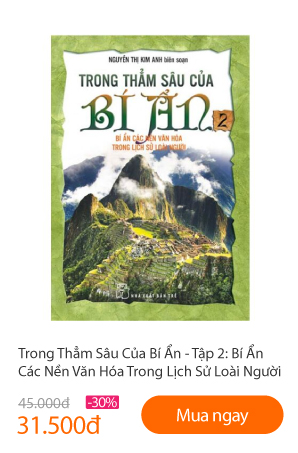 NGUYỄN THỊ KIM ANH biên soạn
TRONG THẲM SÂU CỦA
BÍ ẨN 2
BÍ ẨN CÁC NỀN VĂN HÓA
TRONG LỊCH SỬ LOÀI NGƯỜI
NHÀ XUẤT BẢN TRẺ
Trong Thẳm Sâu Của Bí Ẩn - Tập 2: Bí Ẩn
Các Nền Văn Hóa Trong Lịch Sử Loài Người
45.000đ -30%
31.500đ
Mua ngay